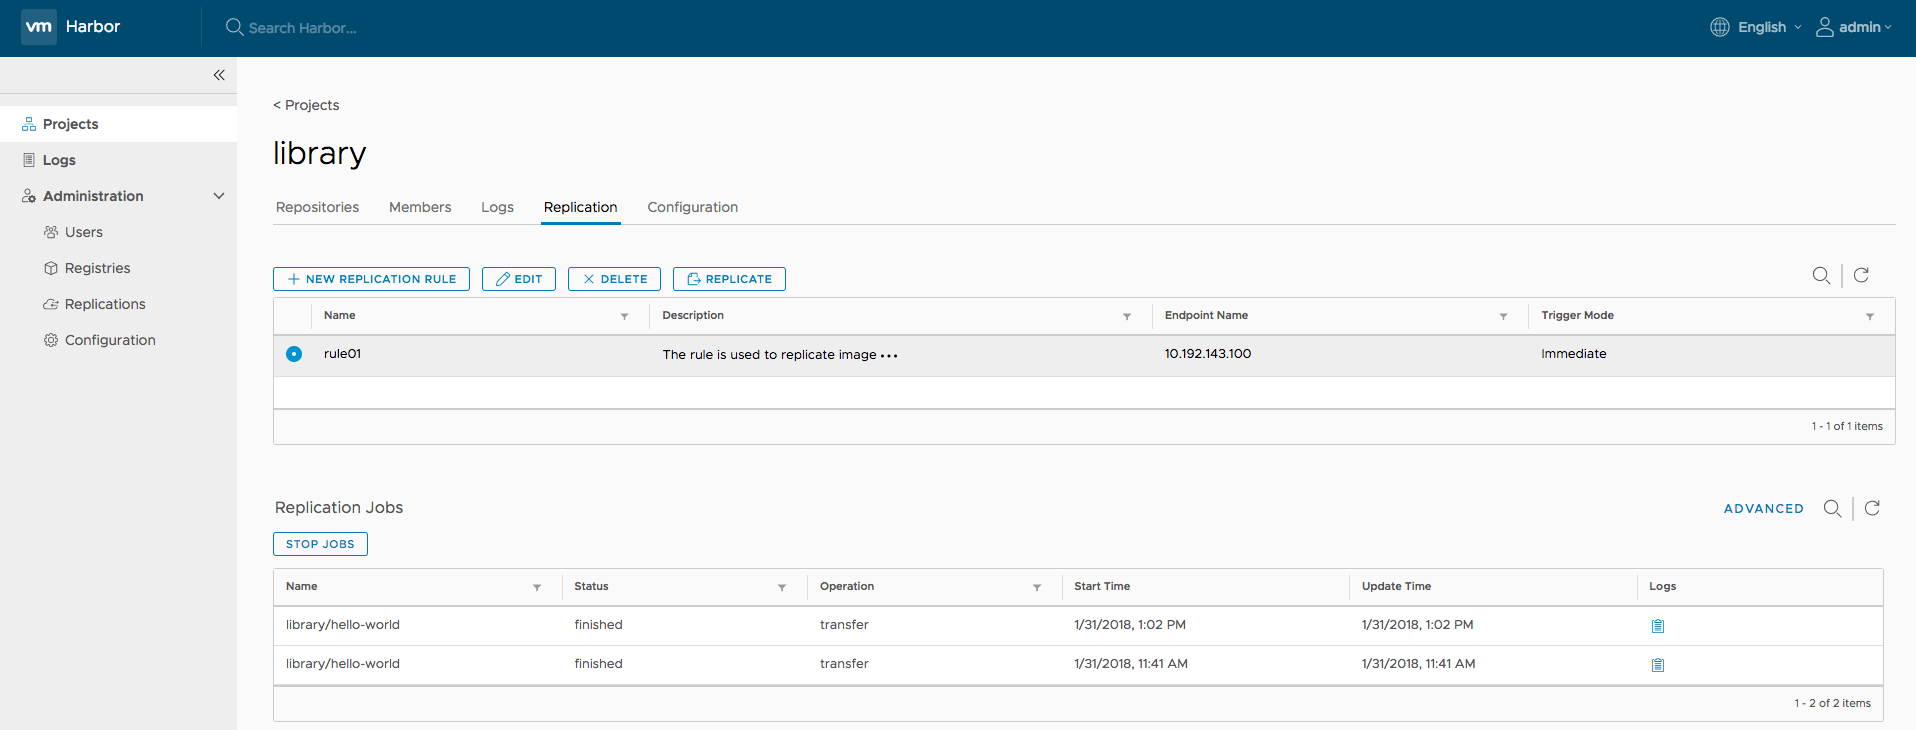 vm Harbor Search Harbor... English admin
Projects
Logs
Administration
Users
Registries
Replications
Configuration
< Projects
library
Repositories Members Logs Replication Configuration
NEW REPLICATION RULE EDIT DELETE REPLICATE
Name Description Endpoint Name Trigger Mode
rule01 The rule is used to replicate image ••• 10.192.143.100 Immediate
1 - 1 of 1 items
Replication Jobs ADVANCED
STOP JOBS
Name Status Operation Start Time Update Time Logs
library/hello-world finished transfer 1/31/2018, 1:02 PM 1/31/2018, 1:02 PM
library/hello-world finished transfer 1/31/2018, 11:41 AM 1/31/2018, 11:41 AM
1 - 2 of 2 items